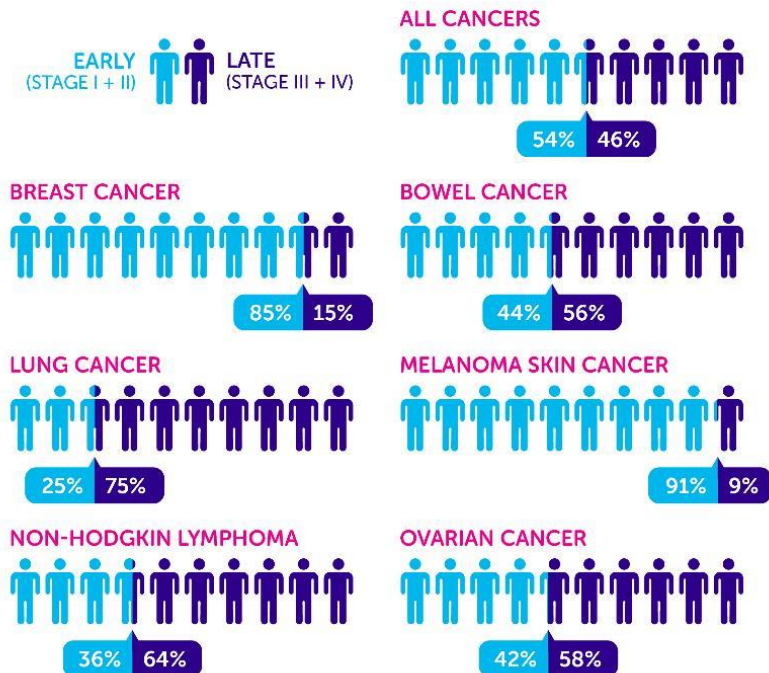 EARLY
(STAGE I + II)
LATE
(STAGE III + IV)
ALL CANCERS
54% 46%
BREAST CANCER
85% 15%
BOWEL CANCER
44% 56%
LUNG CANCER
25% 75%
MELANOMA SKIN CANCER
91% 9%
NON-HODGKIN LYMPHOMA
36% 64%
OVARIAN CANCER
42% 58%